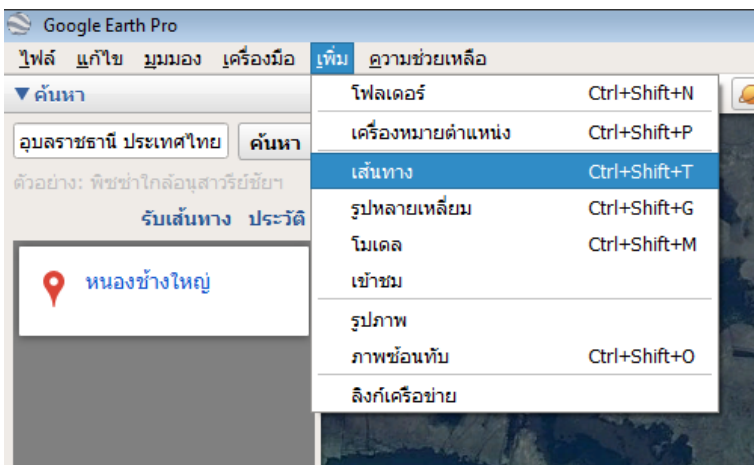 Google Earth Pro
ไฟล์ แก้ไข มุมมอง เครื่องมือ เพิ่ม ความช่วยเหลือ
ค้นหา
อุบลราชธานี ประเทศไทย ค้นหา
ตัวอย่าง: พิซซ่าใกล้อนุสาวรีย์ชัยฯ
รับเส้นทาง ประวัติ
หนองช้างใหญ่
โฟลเดอร์ Ctrl+Shift+N
เครื่องหมายตำแหน่ง Ctrl+Shift+P
เส้นทาง Ctrl+Shift+T
รูปหลายเหลี่ยม Ctrl+Shift+G
โมเดล Ctrl+Shift+M
เข้าชม
รูปภาพ
ภาพซ้อนทับ Ctrl+Shift+O
ลิงก์เครือข่าย